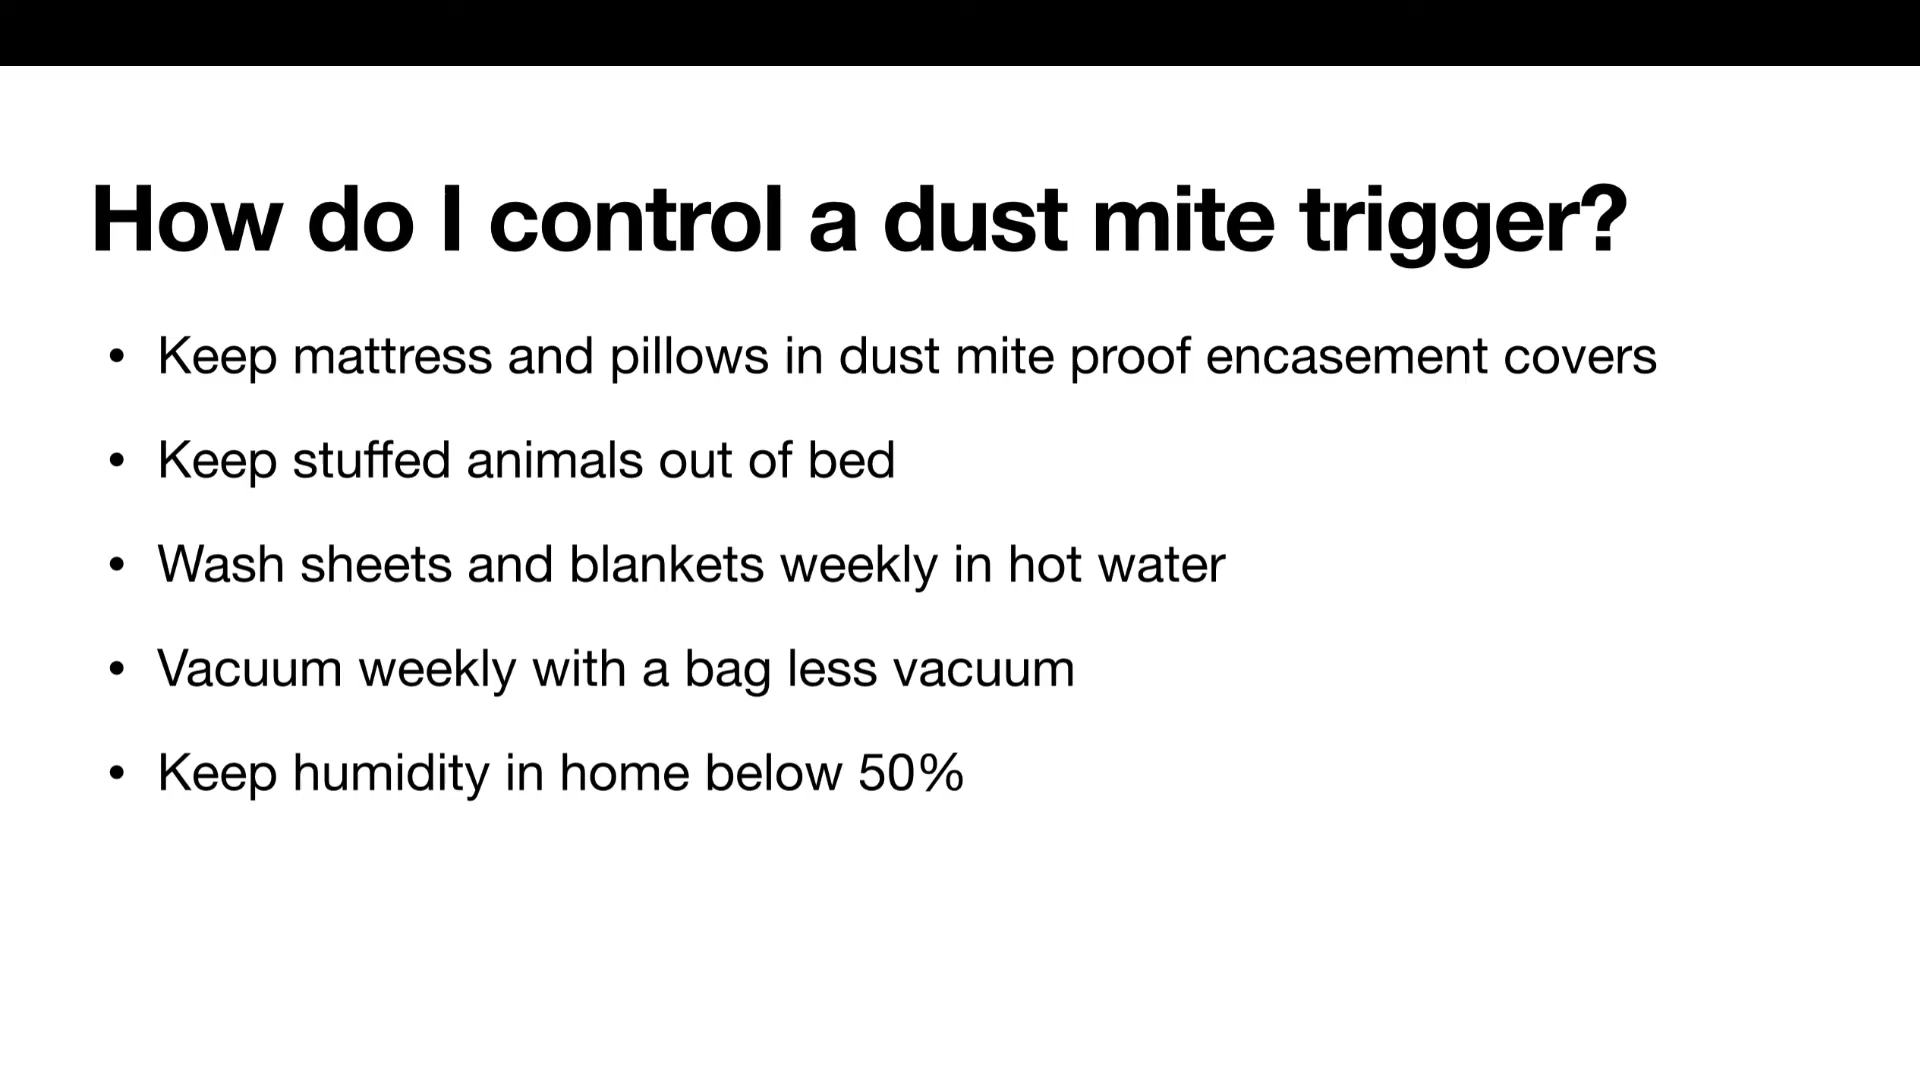 How do I control a dust mite trigger?
• Keep mattress and pillows in dust mite proof encasement covers
• Keep stuffed animals out of bed
• Wash sheets and blankets weekly in hot water
• Vacuum weekly with a bag less vacuum
• Keep humidity in home below 50%